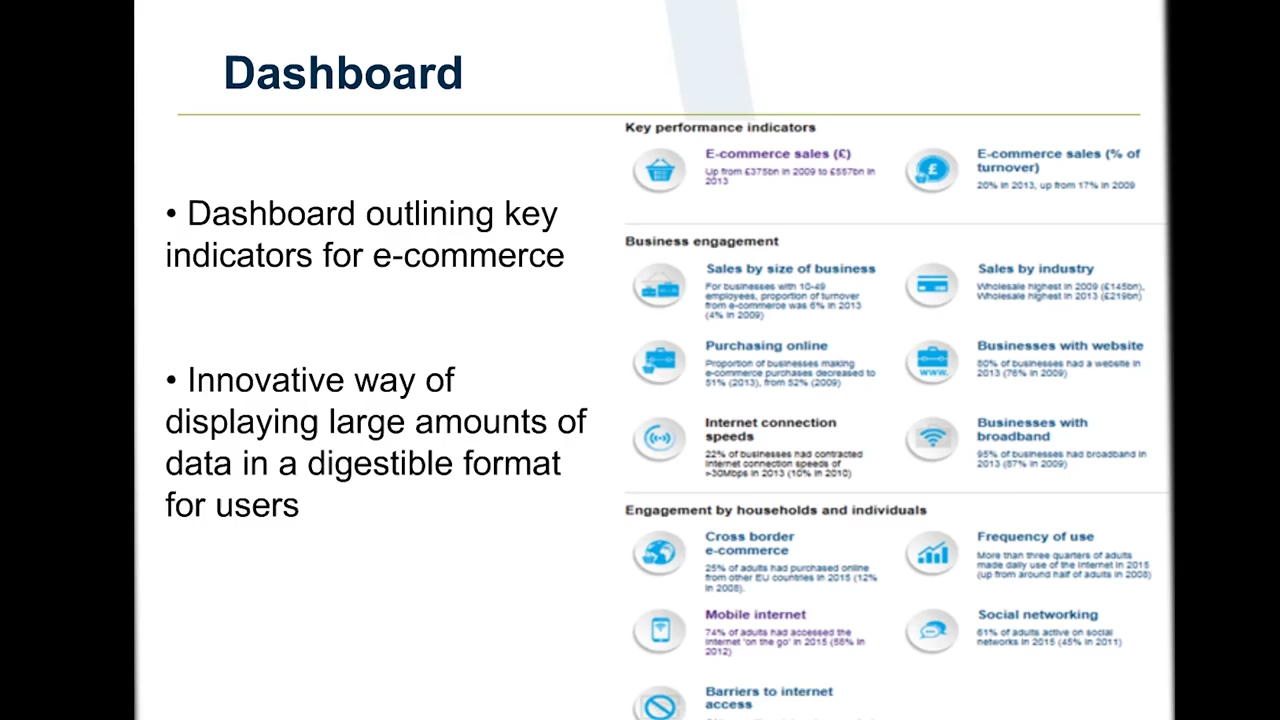 Dashboard
• Dashboard outlining key
indicators for e-commerce
• Innovative way of
displaying large amounts of
data in a digestible format
for users
Key performance indicators
E-commerce sales (£)
Up from £375bn in 2009 to £557bn in
2013
E-commerce sales (% of
turnover)
20% in 2013, up from 17% in 2009
Business engagement
Sales by size of business
For businesses with 10-49
employees, proportion of turnover
from e-commerce was 6% in 2013
(4% in 2009)
Sales by industry
Wholesale highest in 2009 (£145bn),
Wholesale highest in 2013 (£219bn)
Purchasing online
Proportion of businesses making
e-commerce purchases decreased to
51% (2013), from 52% (2009)
www.
Businesses with website
80% of businesses had a website in
2013 (76% in 2009)
Internet connection
speeds
22% of businesses had contracted
Internet connection speeds of
>30Mbps in 2013 (10% in 2010)
Businesses with
broadband
95% of businesses had broadband in
2013 (87% in 2009)
Engagement by households and individuals
Cross border
e-commerce
25% of adults had purchased online
from other EU countries in 2015 (12%
in 2008).
Frequency of use
More than three quarters of adults
made daily use of the Internet in 2015
(up from around half of adults in 2008)
Mobile internet
74% of adults had accessed the
Internet 'on the go' in 2015 (55% in
2012)
Social networking
61% of adults active on social
networks in 2015 (45% in 2011)
Barriers to internet
access